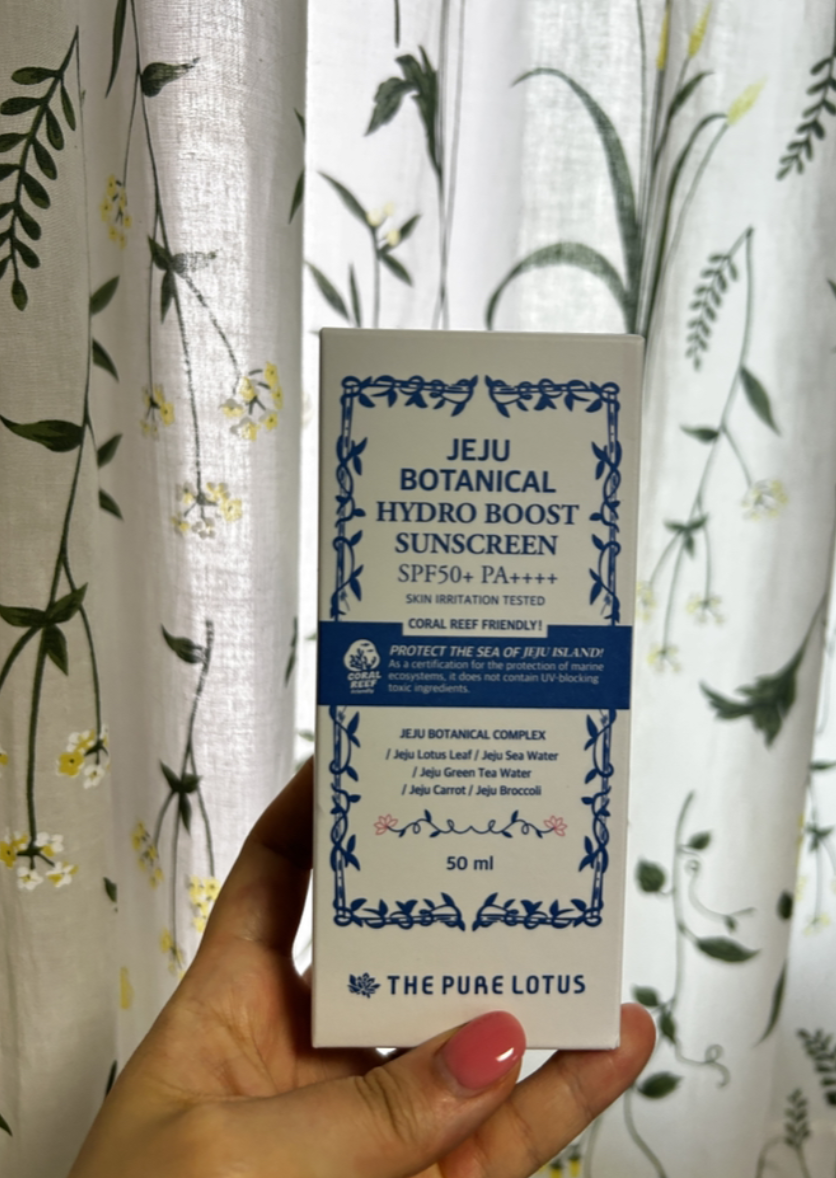 JEJU
BOTANICAL
HYDRO BOOST
SUNSCREEN
SPF50+ PA++++
SKIN IRRITATION TESTED
CORAL REEF FRIENDLY!
CORAL
REEF
friendly
PROTECT THE SEA OF JEJU ISLAND!
As a certification for the protection of marine
ecosystems, it does not contain UV-blocking
toxic ingredients.
JEJU BOTANICAL COMPLEX
/ Jeju Lotus Leaf / Jeju Sea Water
/ Jeju Green Tea Water
/ Jeju Carrot / Jeju Broccoli
50 ml
THE PURE LOTUS